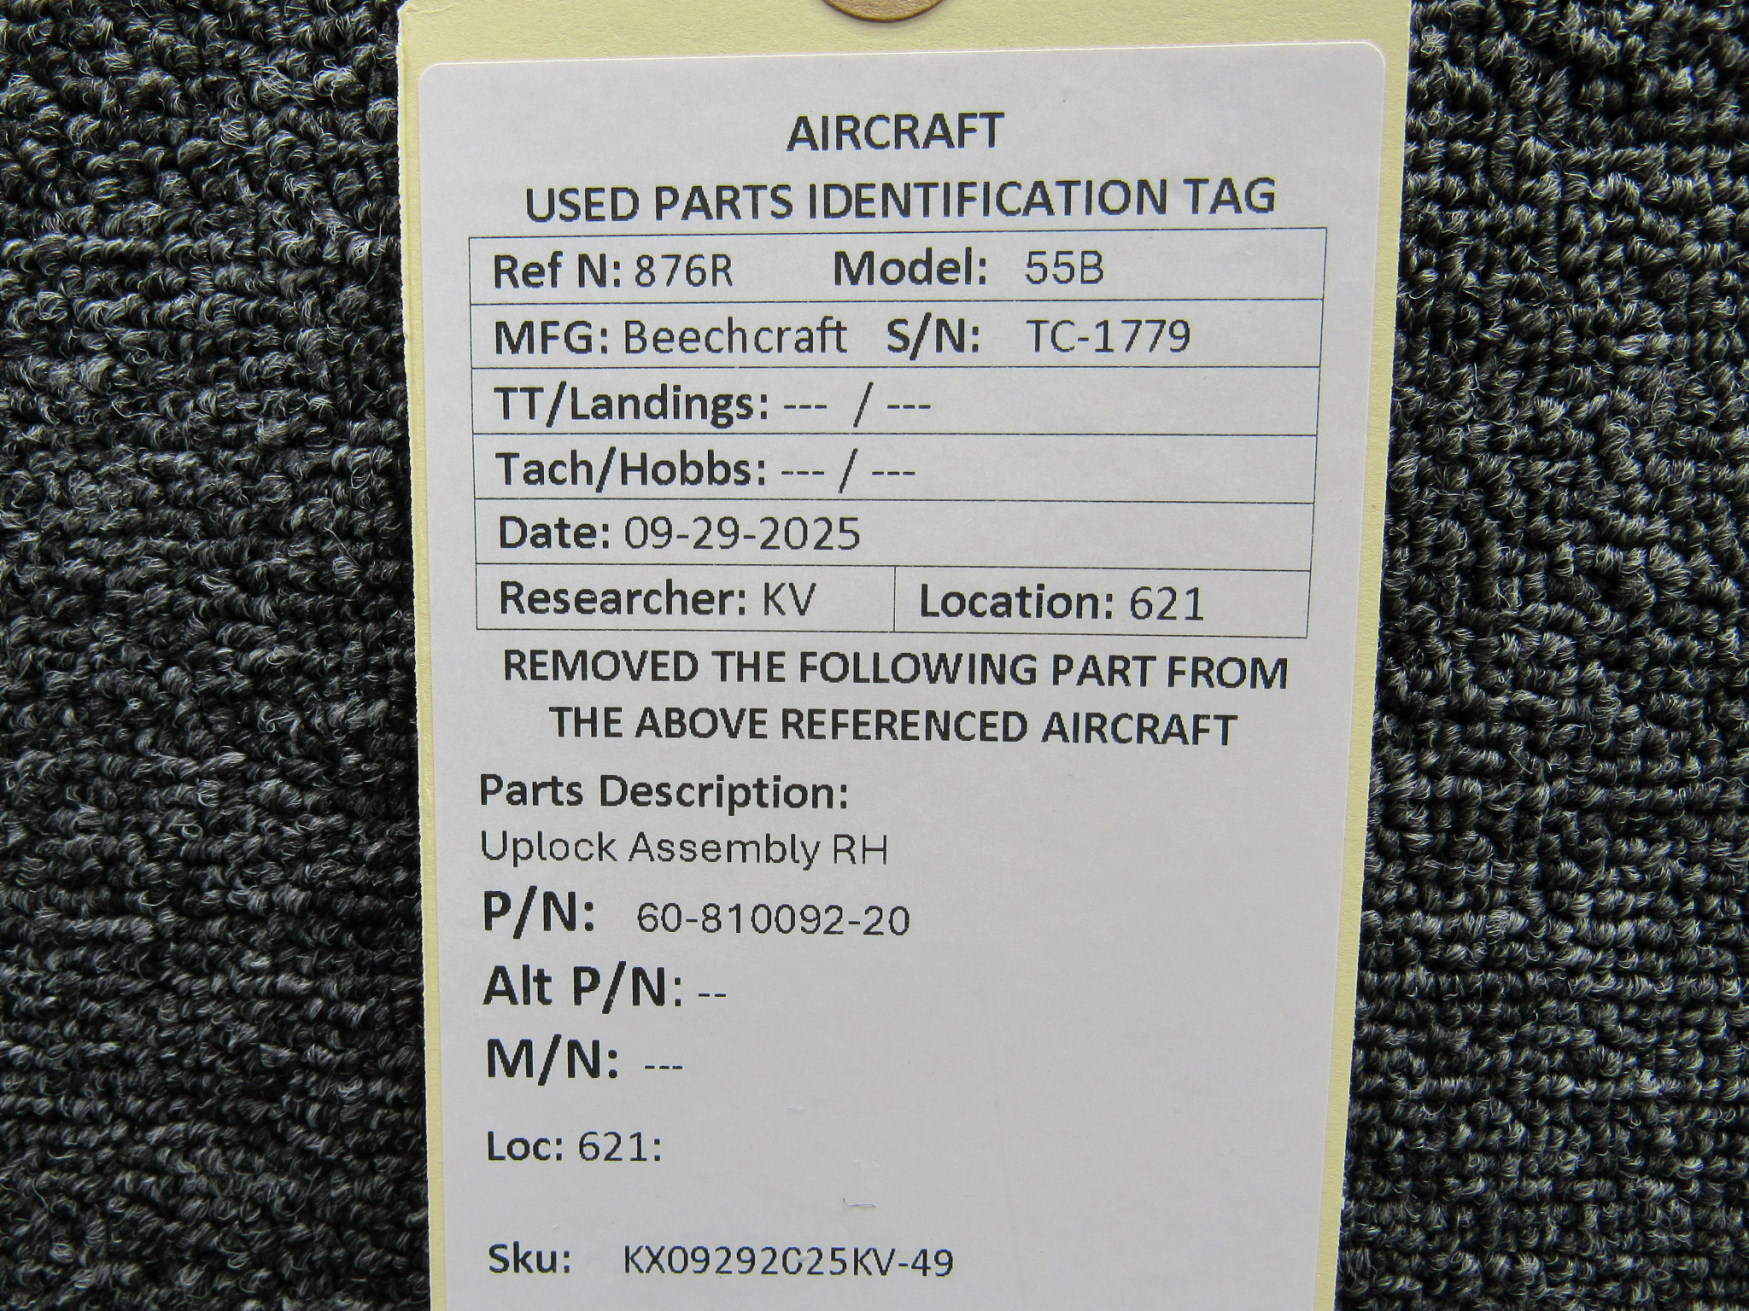 AIRCRAFT
USED PARTS IDENTIFICATION TAG
Ref N: 876R Model: 55B
MFG: Beechcraft S/N: TC-1779
TT/Landings: --- / ---
Tach/Hobbs: --- / ---
Date: 09-29-2025
Researcher: KV Location: 621
REMOVED THE FOLLOWING PART FROM
THE ABOVE REFERENCED AIRCRAFT
Parts Description:
Uplock Assembly RH
P/N: 60-810092-20
Alt P/N: --
M/N: ---
Loc: 621:
Sku: KX09292025KV-49